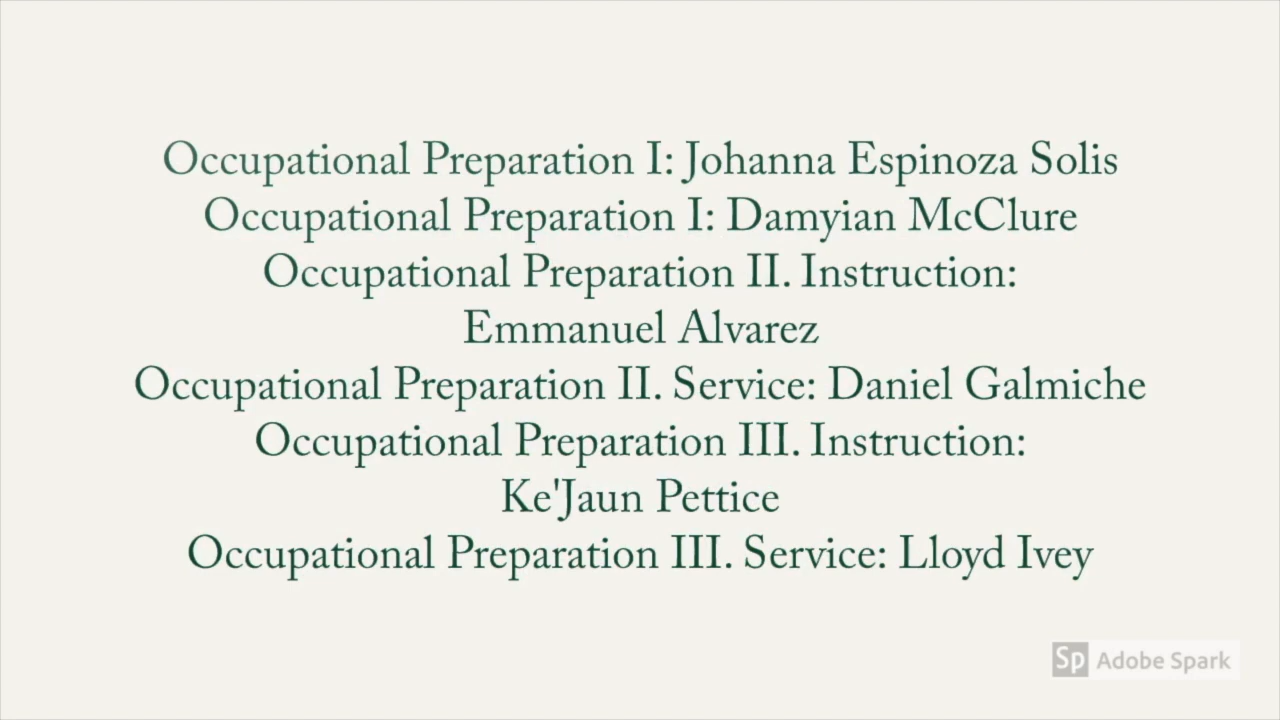 Occupational Preparation I: Johanna Espinoza Solis
Occupational Preparation I: Damyian McClure
Occupational Preparation II. Instruction:
Emmanuel Alvarez
Occupational Preparation II. Service: Daniel Galmiche
Occupational Preparation III. Instruction:
Ke'Jaun Pettice
Occupational Preparation III. Service: Lloyd Ivey
Sp Adobe Spark